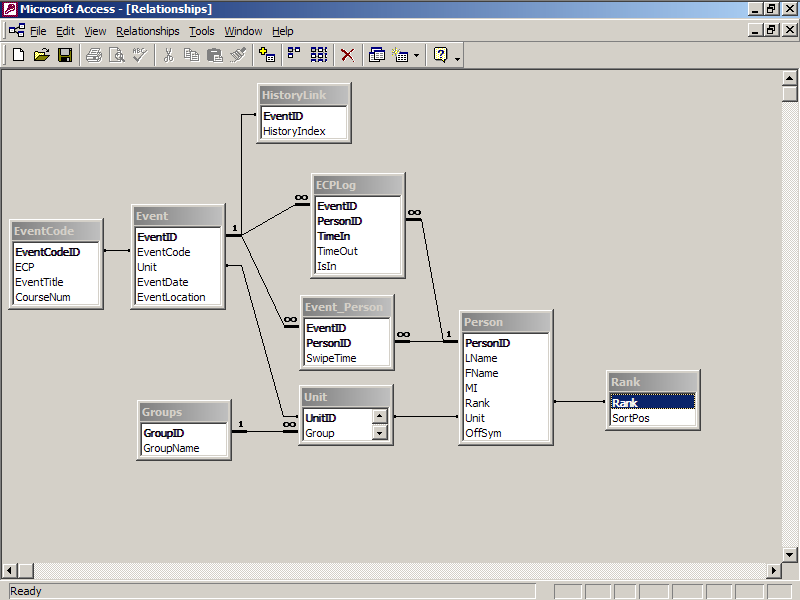 Microsoft Access - [Relationships]
File Edit View Relationships Tools Window Help
HistoryLink
EventID
HistoryIndex
ECPLog
EventID
PersonID
TimeIn
TimeOut
IsIn
EventCode
EventCodeID
ECP
EventTitle
CourseNum
Event
EventID
EventCode
Unit
EventDate
EventLocation
1
∞
∞
∞
Event_Person
EventID
PersonID
SwipeTime
∞
1
Person
PersonID
LName
FName
MI
Rank
Unit
OffSym
Rank
Rank
SortPos
Groups
GroupID
GroupName
1
∞
Unit
UnitID
Group
Ready